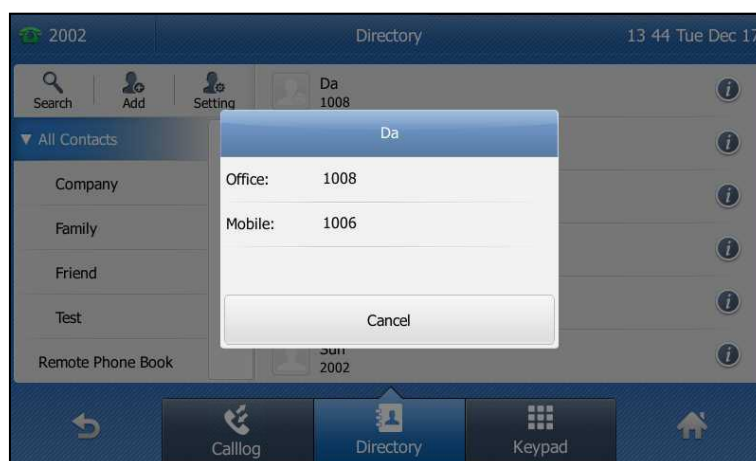 2002 Directory 13 44 Tue Dec 17
Search Add Setting
Da
1008
All Contacts
Company
Family
Friend
Test
Remote Phone Book
Da
Office: 1008
Mobile: 1006
Cancel
Sun
2002
Calllog Directory Keypad